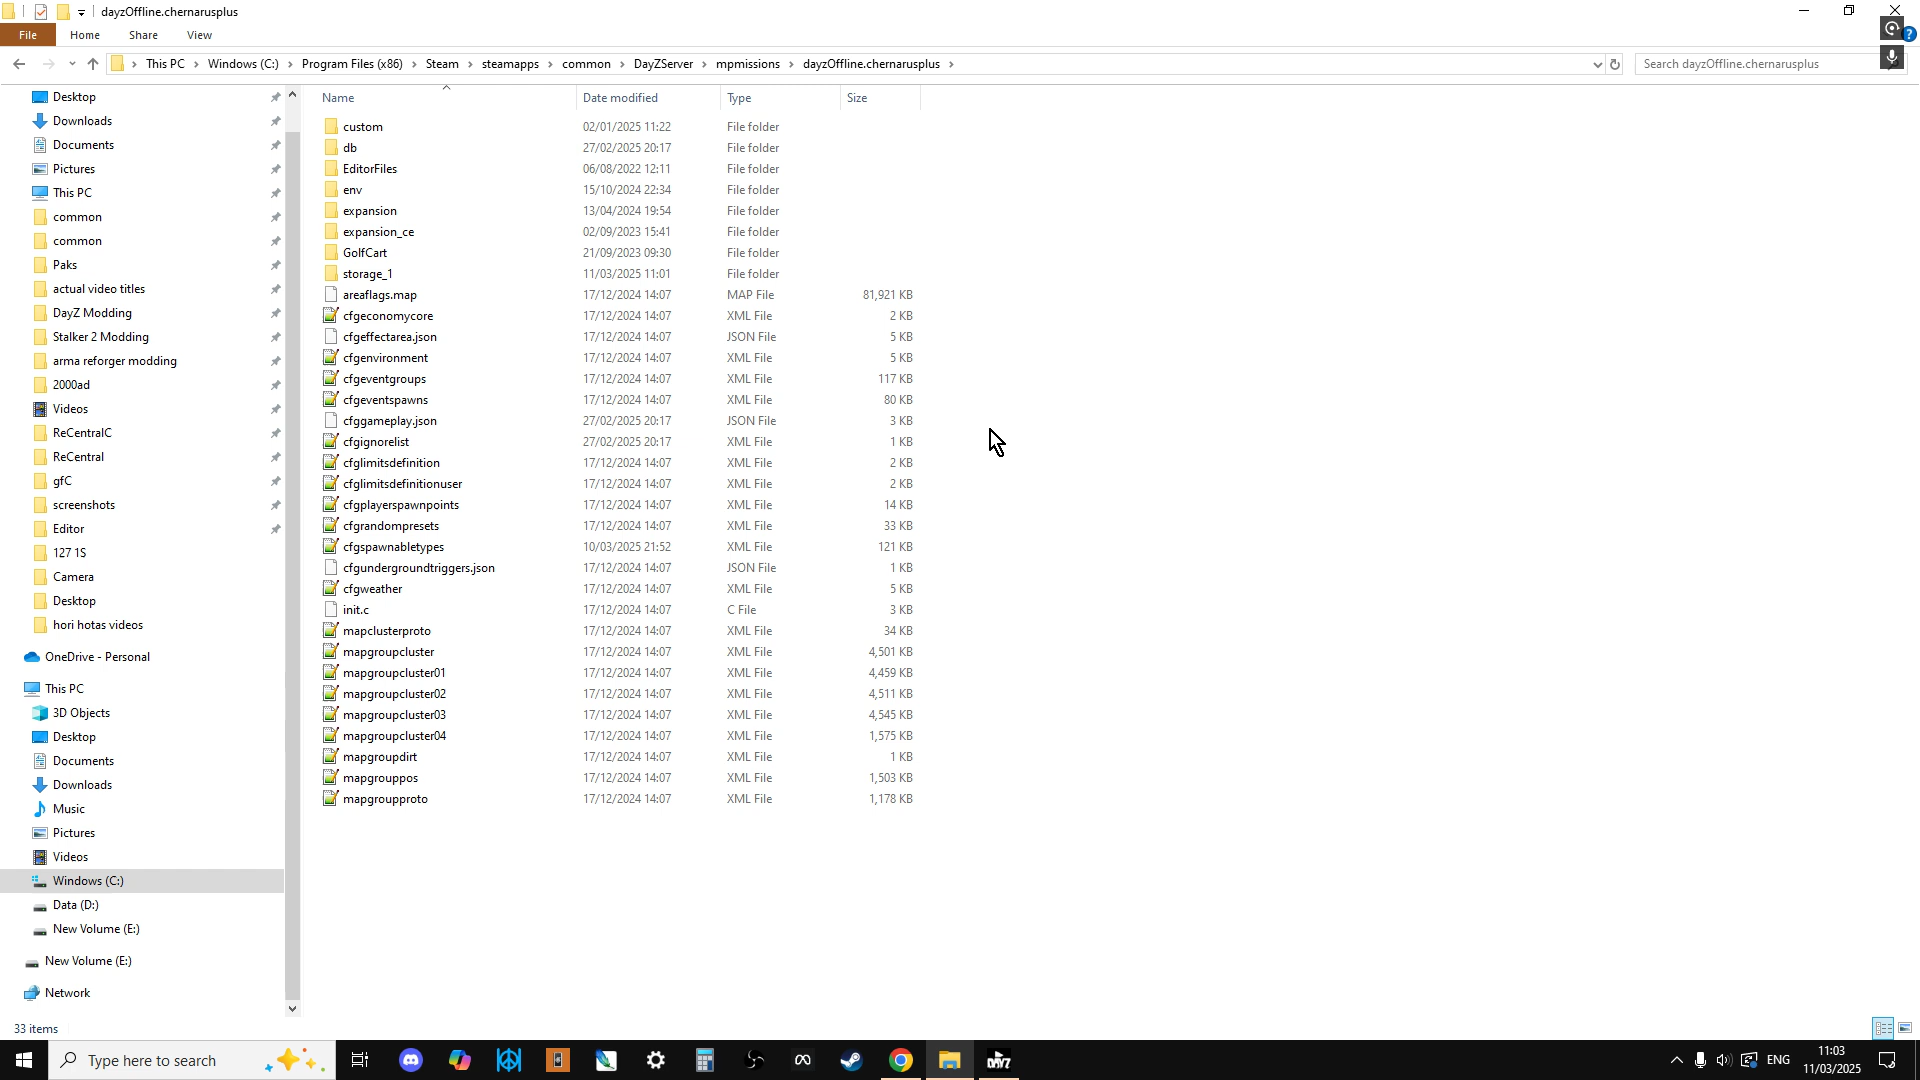 dayzOffline.chernarusplus
File Home Share View
This PC Windows (C:) Program Files (x86) Steam steamapps common DayZServer mpmissions dayzOffline.chernarusplus
Search dayzOffline.chernarusplus
Desktop
Downloads
Documents
Pictures
This PC
common
common
Paks
actual video titles
DayZ Modding
Stalker 2 Modding
arma reforger modding
2000ad
Videos
ReCentralC
ReCentral
gfC
screenshots
Editor
127 1S
Camera
Desktop
hori hotas videos
OneDrive - Personal
This PC
3D Objects
Desktop
Documents
Downloads
Music
Pictures
Videos
Windows (C:)
Data (D:)
New Volume (E:)
New Volume (E:)
Network
Name Date modified Type Size
custom 02/01/2025 11:22 File folder
db 27/02/2025 20:17 File folder
EditorFiles 06/08/2022 12:11 File folder
env 15/10/2024 22:34 File folder
expansion 13/04/2024 19:54 File folder
expansion_ce 02/09/2023 15:41 File folder
GolfCart 21/09/2023 09:30 File folder
storage_1 11/03/2025 11:01 File folder
areaflags.map 17/12/2024 14:07 MAP File 81,921 KB
cfgeconomycore 17/12/2024 14:07 XML File 2 KB
cfgeffectarea.json 17/12/2024 14:07 JSON File 5 KB
cfgenvironment 17/12/2024 14:07 XML File 5 KB
cfgeventgroups 17/12/2024 14:07 XML File 117 KB
cfgeventspawns 17/12/2024 14:07 XML File 80 KB
cfggameplay.json 27/02/2025 20:17 JSON File 3 KB
cfgignorelist 27/02/2025 20:17 XML File 1 KB
cfglimitsdefinition 17/12/2024 14:07 XML File 2 KB
cfglimitsdefinitionuser 17/12/2024 14:07 XML File 2 KB
cfgplayerspawnpoints 17/12/2024 14:07 XML File 14 KB
cfgrandompresets 17/12/2024 14:07 XML File 33 KB
cfgspawnabletypes 10/03/2025 21:52 XML File 121 KB
cfgundergroundtriggers.json 17/12/2024 14:07 JSON File 1 KB
cfgweather 17/12/2024 14:07 XML File 5 KB
init.c 17/12/2024 14:07 C File 3 KB
mapclusterproto 17/12/2024 14:07 XML File 34 KB
mapgroupcluster 17/12/2024 14:07 XML File 4,501 KB
mapgroupcluster01 17/12/2024 14:07 XML File 4,459 KB
mapgroupcluster02 17/12/2024 14:07 XML File 4,511 KB
mapgroupcluster03 17/12/2024 14:07 XML File 4,545 KB
mapgroupcluster04 17/12/2024 14:07 XML File 1,575 KB
mapgroupdirt 17/12/2024 14:07 XML File 1 KB
mapgrouppos 17/12/2024 14:07 XML File 1,503 KB
mapgroupproto 17/12/2024 14:07 XML File 1,178 KB
33 items
Type here to search
DAYZ
ENG
11:03
11/03/2025